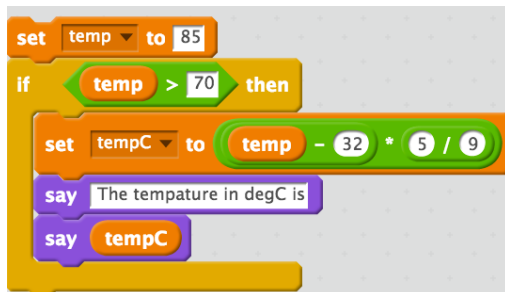 set temp to 85
if temp > 70 then
set tempC to temp - 32 * 5 / 9
say The tempature in degC is
say tempC